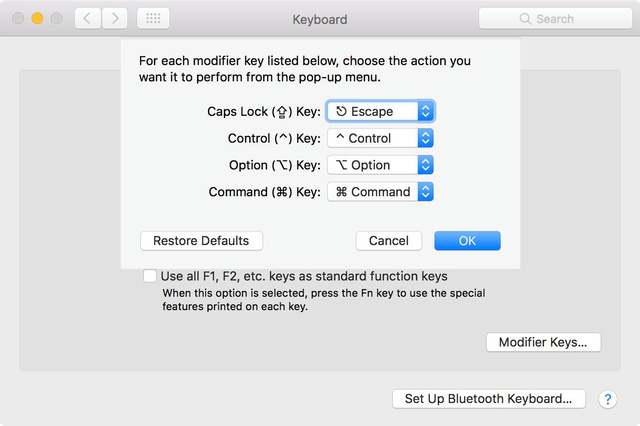 Keyboard
Search
For each modifier key listed below, choose the action you
want it to perform from the pop-up menu.
Caps Lock (⇪) Key: ⎋ Escape
Control (^) Key: ^ Control
Option (⌥) Key: ⌥ Option
Command (⌘) Key: ⌘ Command
Restore Defaults Cancel OK
Use all F1, F2, etc. keys as standard function keys
When this option is selected, press the Fn key to use the special
features printed on each key.
Modifier Keys...
Set Up Bluetooth Keyboard... ?